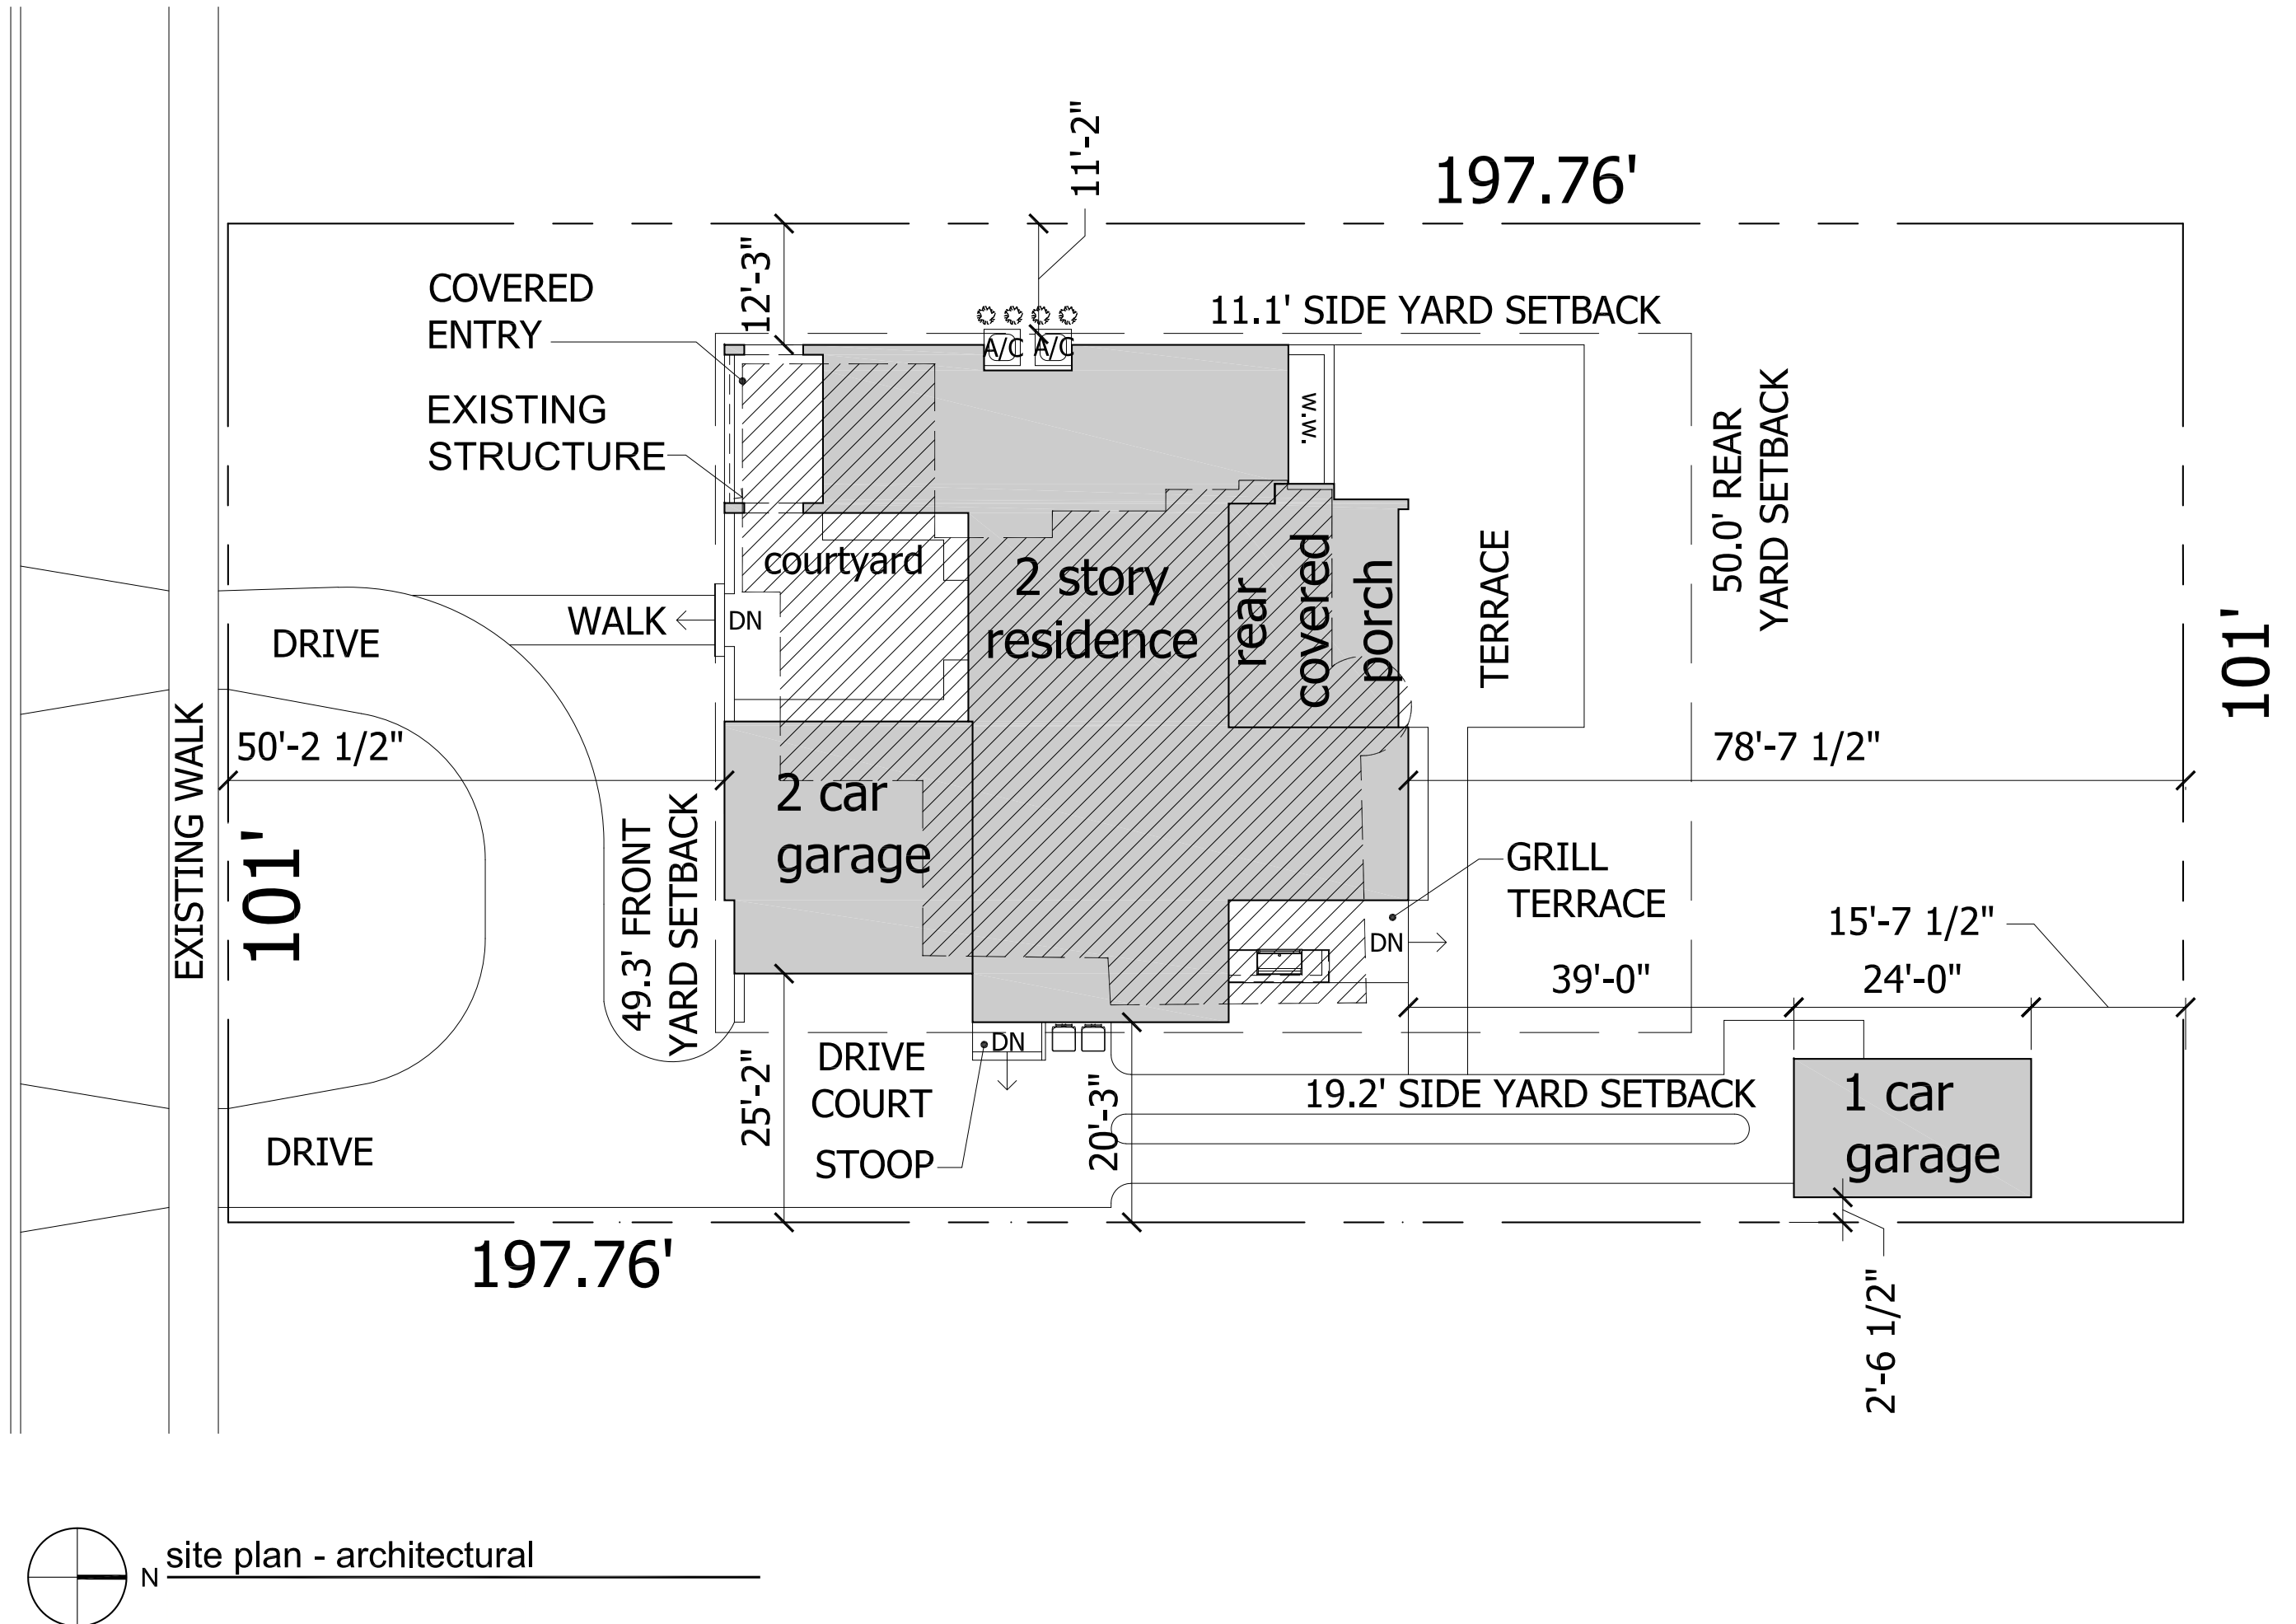 11'-2"
197.76'
12'-3"
COVERED
ENTRY
11.1' SIDE YARD SETBACK
A/C
A/C
EXISTING
STRUCTURE
W.W.
50.0' REAR
YARD SETBACK
courtyard
2 story
residence
rear
covered
porch
TERRACE
WALK
DN
DRIVE
101'
EXISTING WALK
50'-2 1/2"
78'-7 1/2"
2 car
garage
101'
49.3' FRONT
YARD SETBACK
GRILL
TERRACE
DN
15'-7 1/2"
39'-0"
24'-0"
DN
DRIVE
COURT
25'-2"
20'-3"
19.2' SIDE YARD SETBACK
1 car
garage
DRIVE
STOOP
197.76'
2'-6 1/2"
N
site plan - architectural